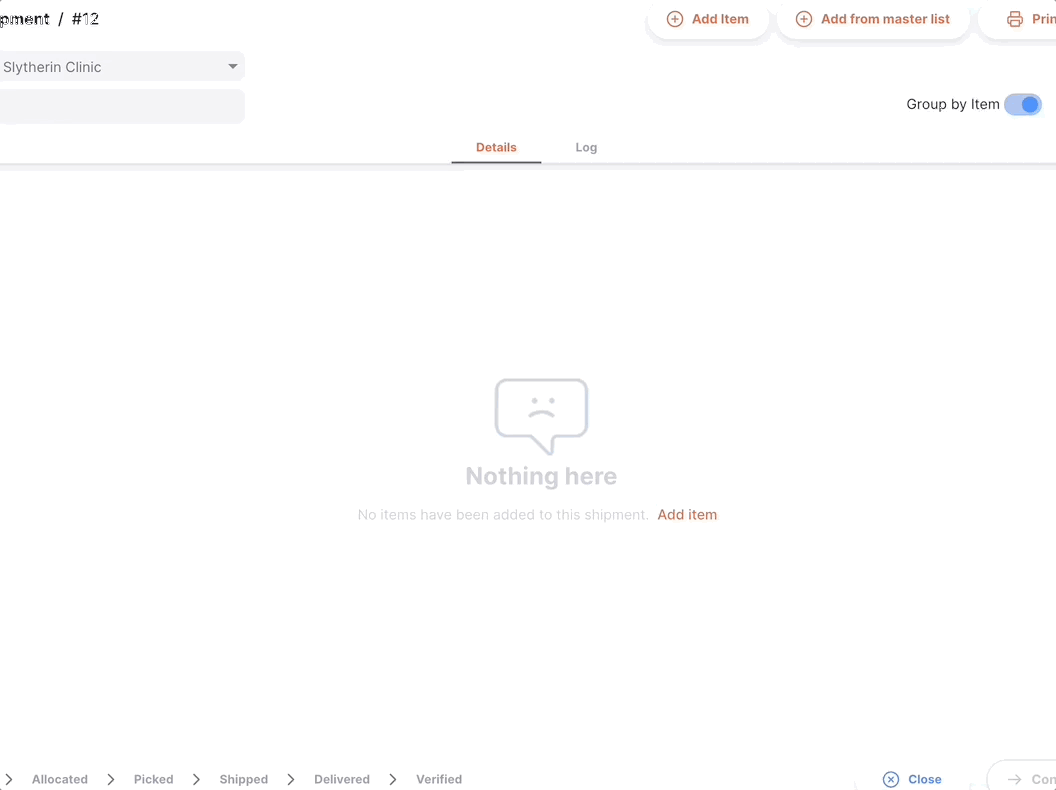 pment / #12
Add Item
Add from master list
Prin
Slytherin Clinic
Group by Item
Details
Log
Nothing here
No items have been added to this shipment. Add item
Allocated
Picked
Shipped
Delivered
Verified
Close
Con